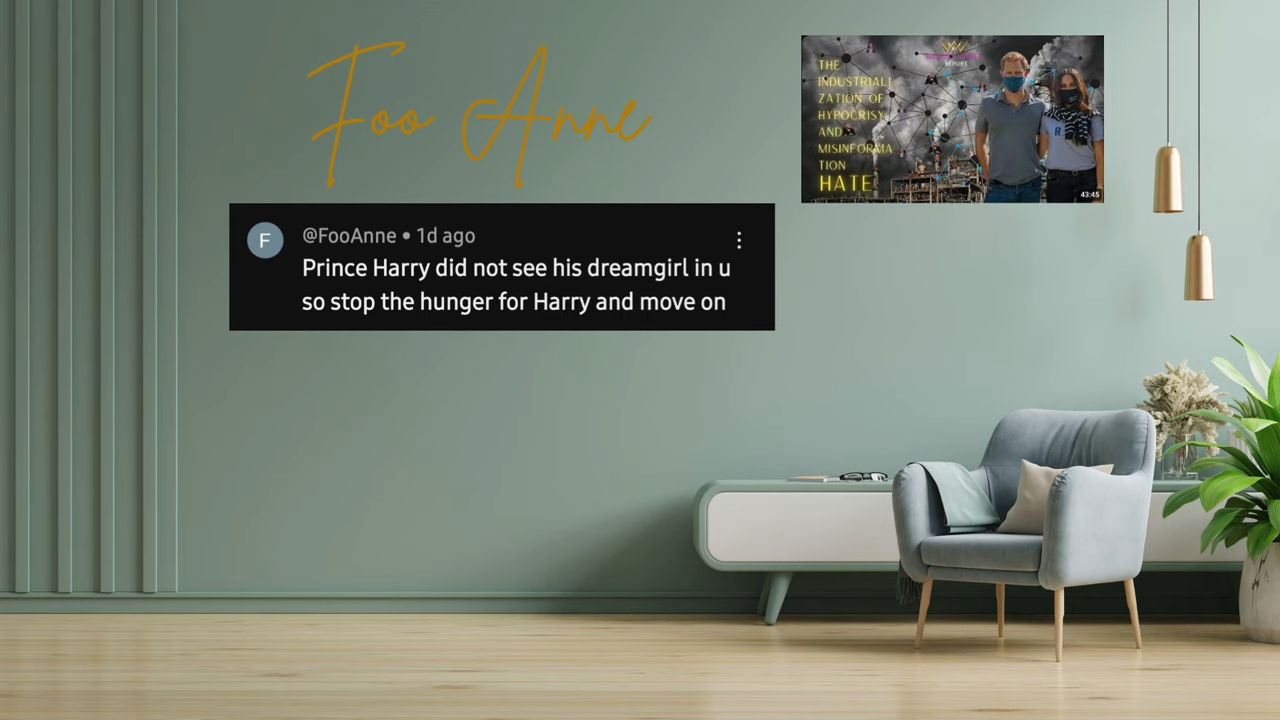 Foo Anne
F
@FooAnne • 1d ago
Prince Harry did not see his dreamgirl in u
so stop the hunger for Harry and move on
THE
INDUSTRIALI
ZATION OF
HYPOCRISY
AND
MISINFORMA
TION
HATE
REPORT
R
43:45